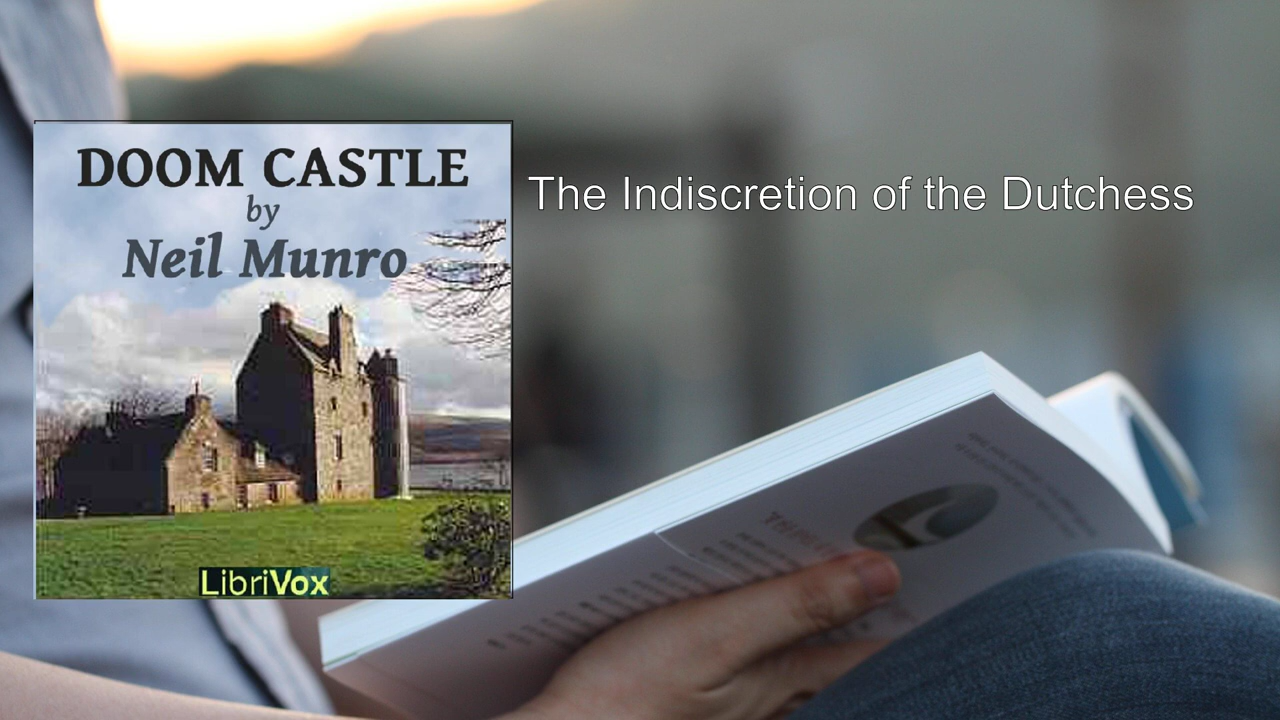 DOOM CASTLE
by
Neil Munro
LibriVox
The Indiscretion of the Dutchess